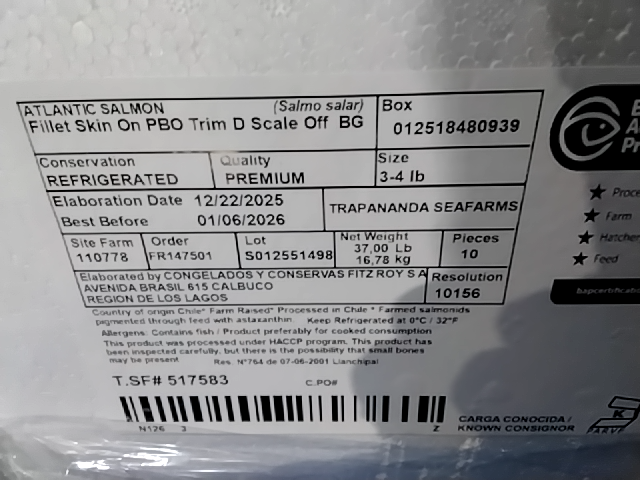 ATLANTIC SALMON (Salmo salar)
Fillet Skin On PBO Trim D Scale Off BG
Box
012518480939
Conservation
REFRIGERATED
Quality
PREMIUM
Size
3-4 lb
Elaboration Date 12/22/2025
Best Before 01/06/2026
TRAPANANDA SEAFARMS
Site Farm
110778
Order
FR147501
Lot
S012551498
Net Weight
37,00 Lb
16,78 kg
Pieces
10
Elaborated by CONGELADOS Y CONSERVAS FITZ ROY S A
AVENIDA BRASIL 615 CALBUCO
REGION DE LOS LAGOS
Resolution
10156
Country of origin Chile* Farm Raised* Processed in Chile * Farmed salmonids
pigmented through feed with astaxanthin Keep Refrigerated at 0°C / 32°F
Allergens: Contains fish / Product preferably for cooked consumption
This product was processed under HACCP program. This product has
been inspected carefully, but there is the possibility that small bones
may be present Res. N°764 de 07-06-2001 Llanchipal
T.SF# 517583
C.PO#
N126 3 Z
CARGA CONOCIDA /
KNOWN CONSIGNOR
Farm
Feed
PARVE